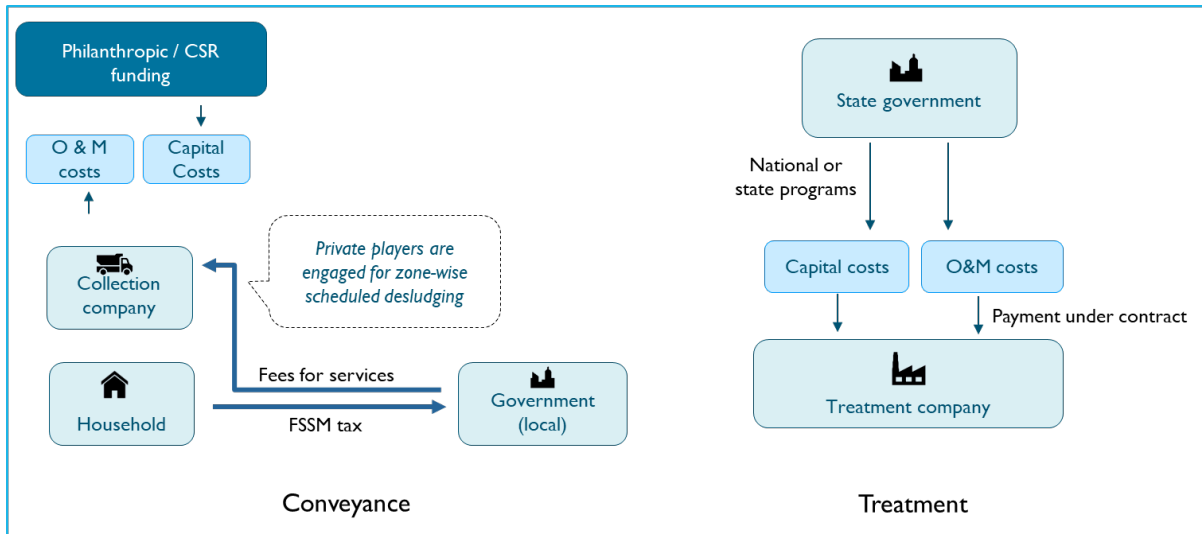 Philanthropic / CSR
funding
O & M
costs
Capital
Costs
Collection
company
Private players are
engaged for zone-wise
scheduled desludging
Fees for services
FSSM tax
Household
Government
(local)
Conveyance
State government
National or
state programs
Capital costs
O&M costs
Payment under contract
Treatment company
Treatment